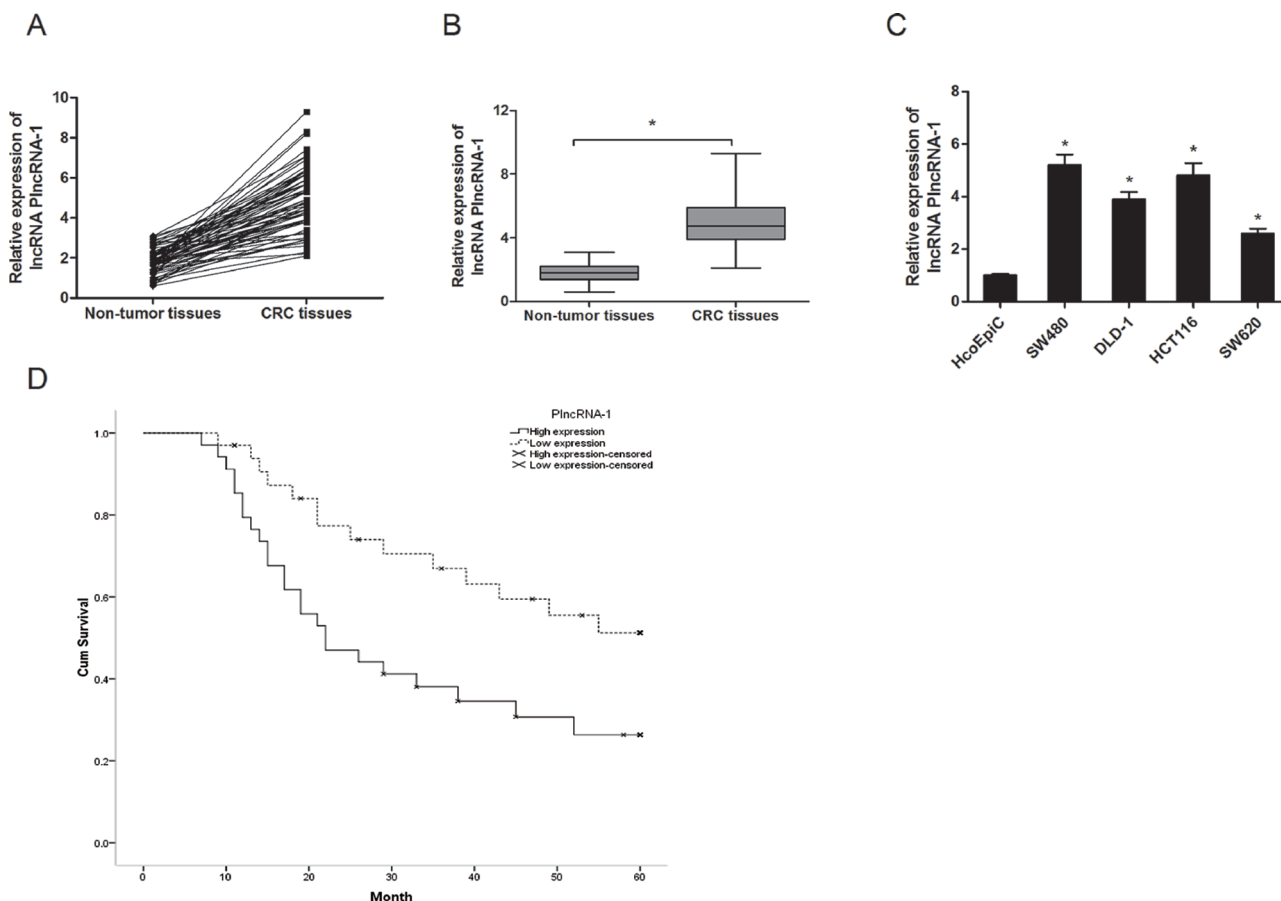 A
Relative expression of
lncRNA PlncRNA-1
10
8
6
4
2
0
Non-tumor tissues
CRC tissues
B
Relative expression of
lncRNA PlncRNA-1
12
8
4
0
*
Non-tumor tissues
CRC tissues
C
Relative expression of
lncRNA PlncRNA-1
8
6
4
2
0
*
*
*
*
HcoEpiC
SW480
DLD-1
HCT116
SW620
D
Cum Survival
1.0
0.8
0.6
0.4
0.2
0.0
PlncRNA-1
High expression
Low expression
High expression-censored
Low expression-censored
0
10
20
30
40
50
60
Month